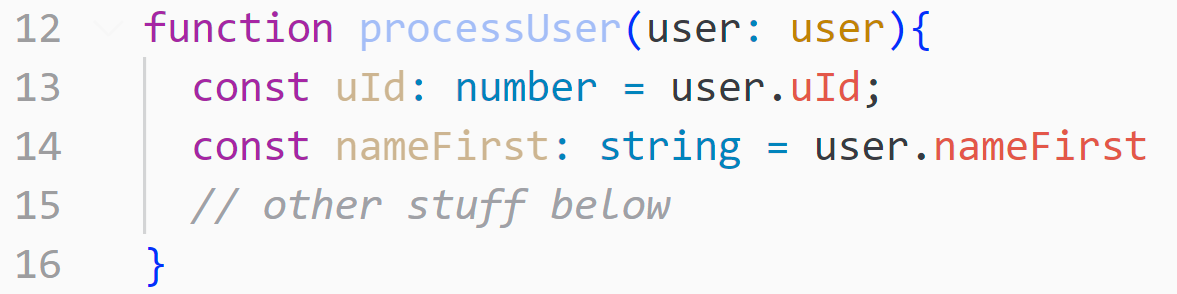 12 function processUser(user: user){
13 const uId: number = user.uId;
14 const nameFirst: string = user.nameFirst
15 // other stuff below
16 }